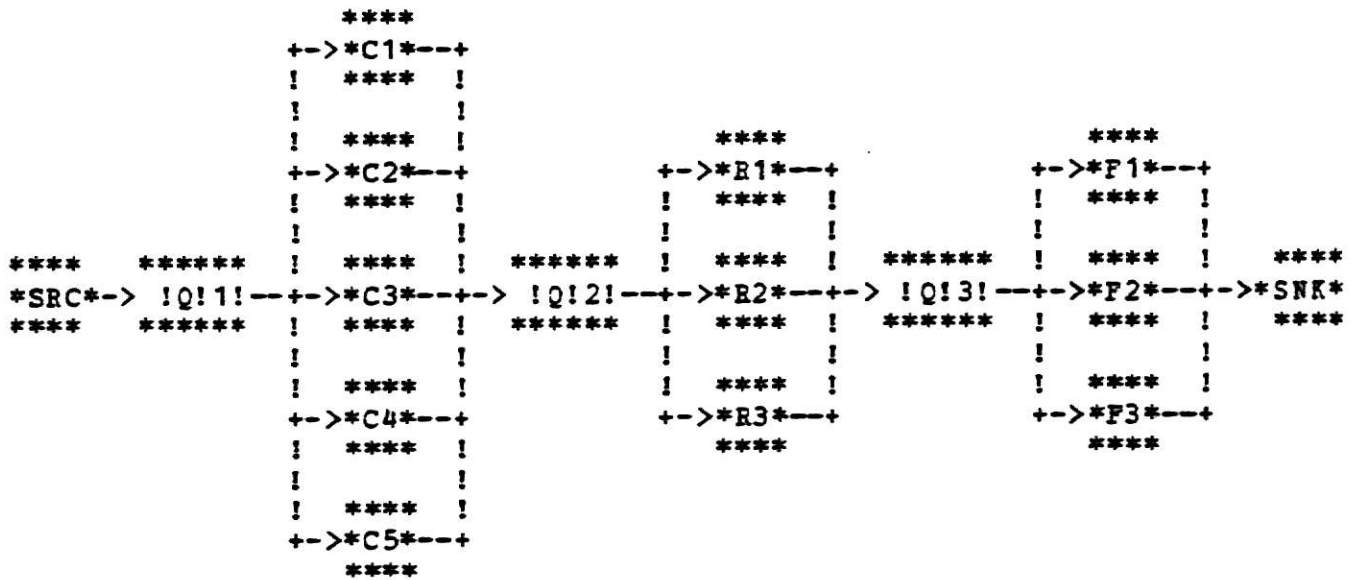 ****
                     +->*C1*--+
                     !   ****   !
                     !          !
                     !   ****   !                ****                    ****
                     +->*C2*--+             +->*R1*--+             +->*F1*--+
                     !   ****   !             !   ****   !             !   ****   !
                     !          !             !          !             !          !
****     ******      !   ****   !   ******    !   ****   !   ******    !   ****   !    ****
*SRC*->  !Q!1!--+->*C3*--+-> !Q!2!--+->*R2*--+-> !Q!3!--+->*F2*--+->*SNK*
****     ******      !   ****   !   ******    !   ****   !   ******    !   ****   !    ****
                     !          !             !          !             !          !
                     !   ****   !             !   ****   !             !   ****   !
                     +->*C4*--+             +->*R3*--+             +->*F3*--+
                     !   ****   !                 ****                    ****
                     !          !
                     !   ****   !
                     +->*C5*--+
                         ****